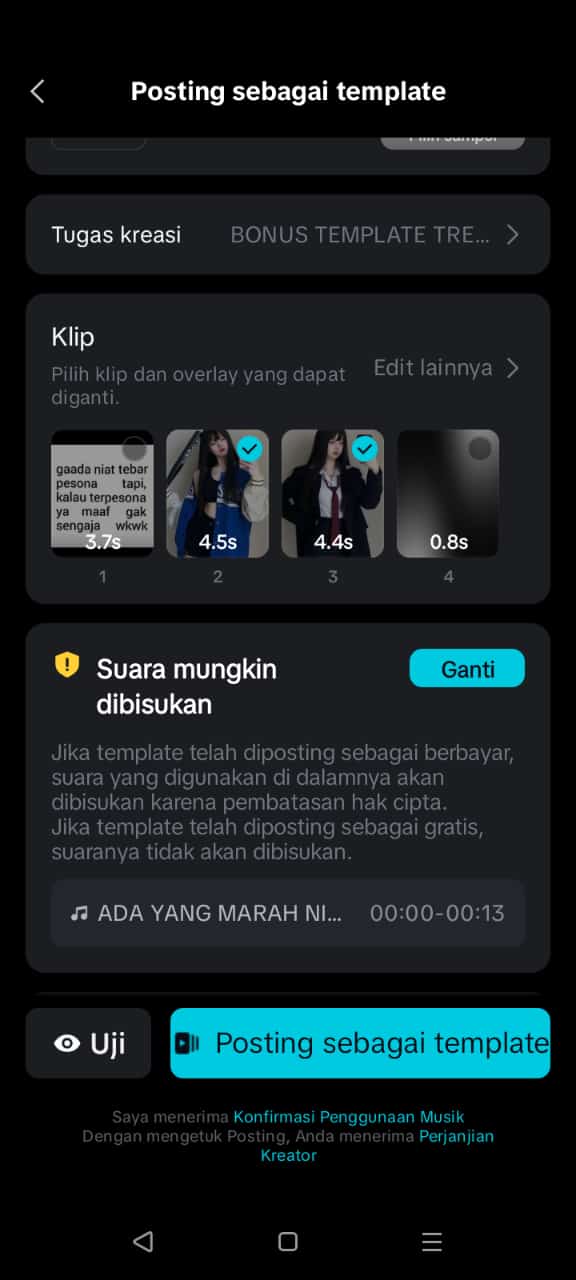 Posting sebagai template
Pilih sampul
Tugas kreasi
BONUS TEMPLATE TRE...
Klip
Pilih klip dan overlay yang dapat
diganti.
Edit lainnya
gaada niat tebar
pesona tapi,
kalau terpesona
ya maaf gak
sengaja wkwk
3.7s
4.5s
4.4s
0.8s
1
2
3
4
Suara mungkin
dibisukan
Ganti
Jika template telah diposting sebagai berbayar,
suara yang digunakan di dalamnya akan
dibisukan karena pembatasan hak cipta.
Jika template telah diposting sebagai gratis,
suaranya tidak akan dibisukan.
ADA YANG MARAH NI...
00:00-00:13
Uji
Posting sebagai template
Saya menerima Konfirmasi Penggunaan Musik
Dengan mengetuk Posting, Anda menerima Perjanjian
Kreator